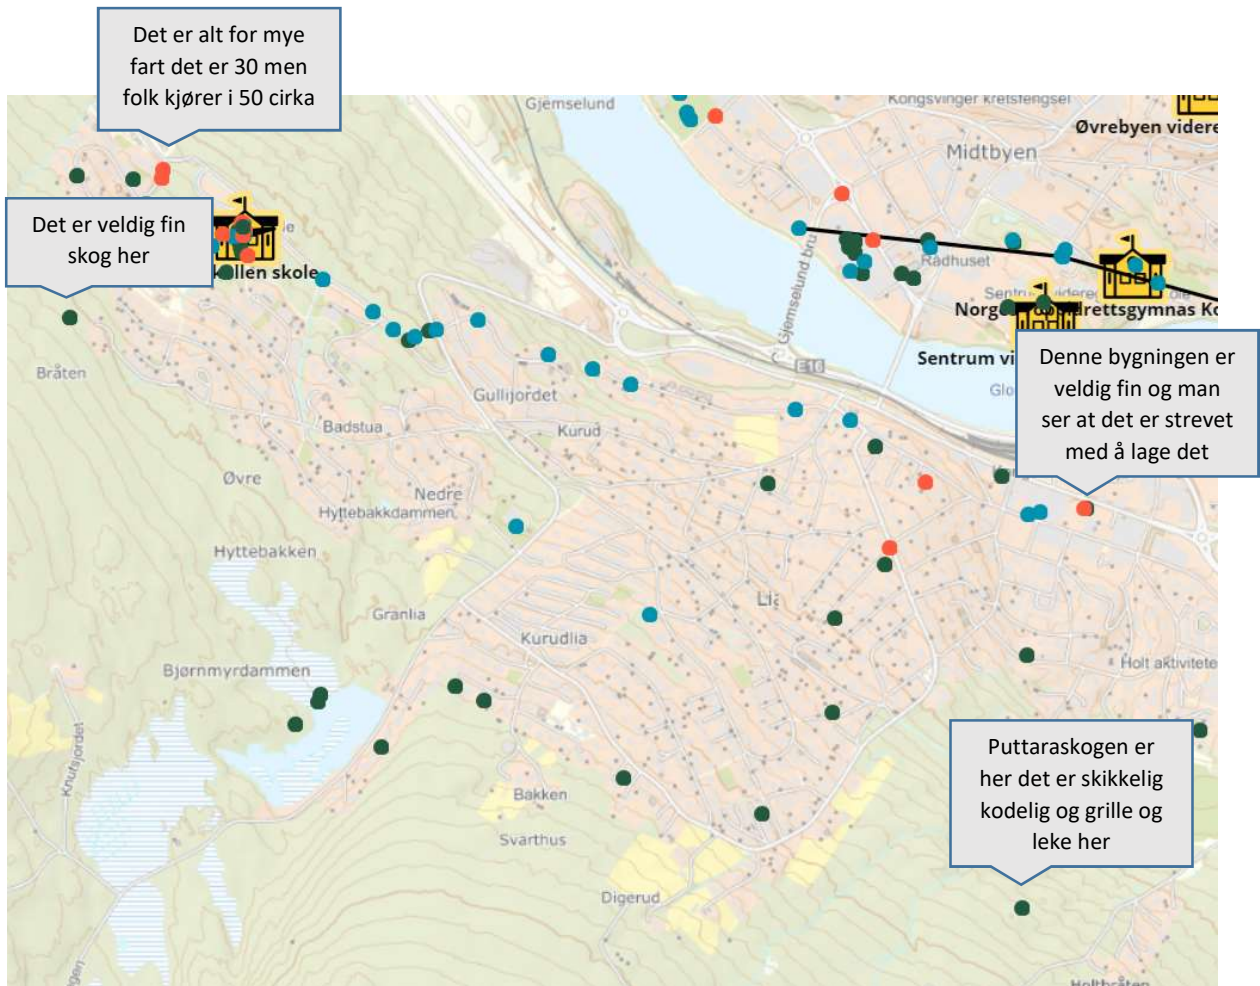 Det er alt for mye
fart det er 30 men
folk kjører i 50 cirka
Gjemselund
Kongsvinger kretsfengsel
Øvrebyen videre
Midtbyen
Det er veldig fin
skog her
kollen skole
Rådhuset
Gjemselund bru
Sentrum vi
E16
Denne bygningen er
veldig fin og man
ser at det er strevet
med å lage det
Bråten
Gullijordet
Badstua
Kurud
Øvre
Nedre
Hyttebakkdammen
Hyttebakken
Granlia
Kurudlia
Bjørnmyrdammen
Holt aktivitete
Knutsjordet
Puttaraskogen er
her det er skikkelig
kodelig og grille og
leke her
Bakken
Svarthus
Digerud
Holtbråten